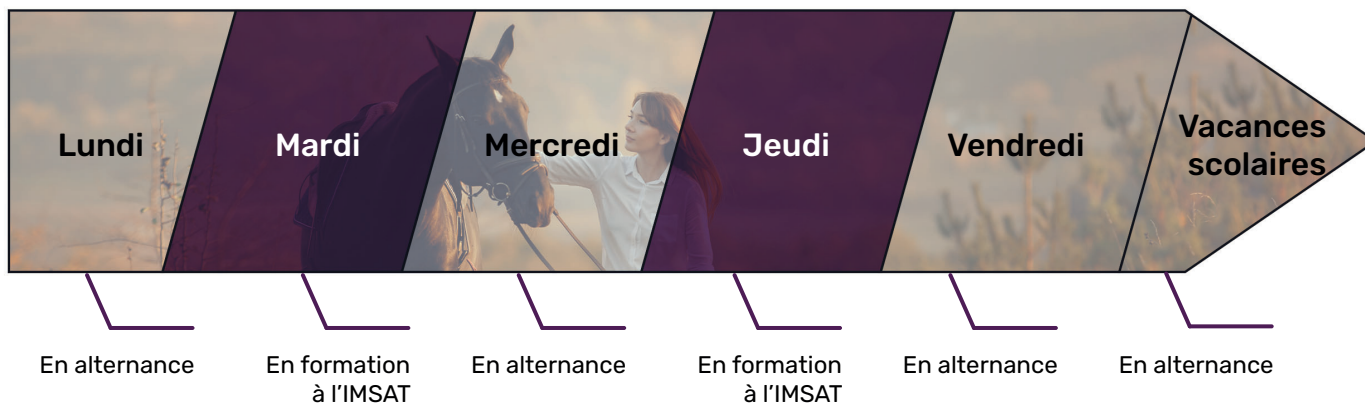 Lundi
Mardi
Mercredi
Jeudi
Vendredi
Vacances
scolaires
En alternance
En formation
à l’IMSAT
En alternance
En formation
à l’IMSAT
En alternance
En alternance